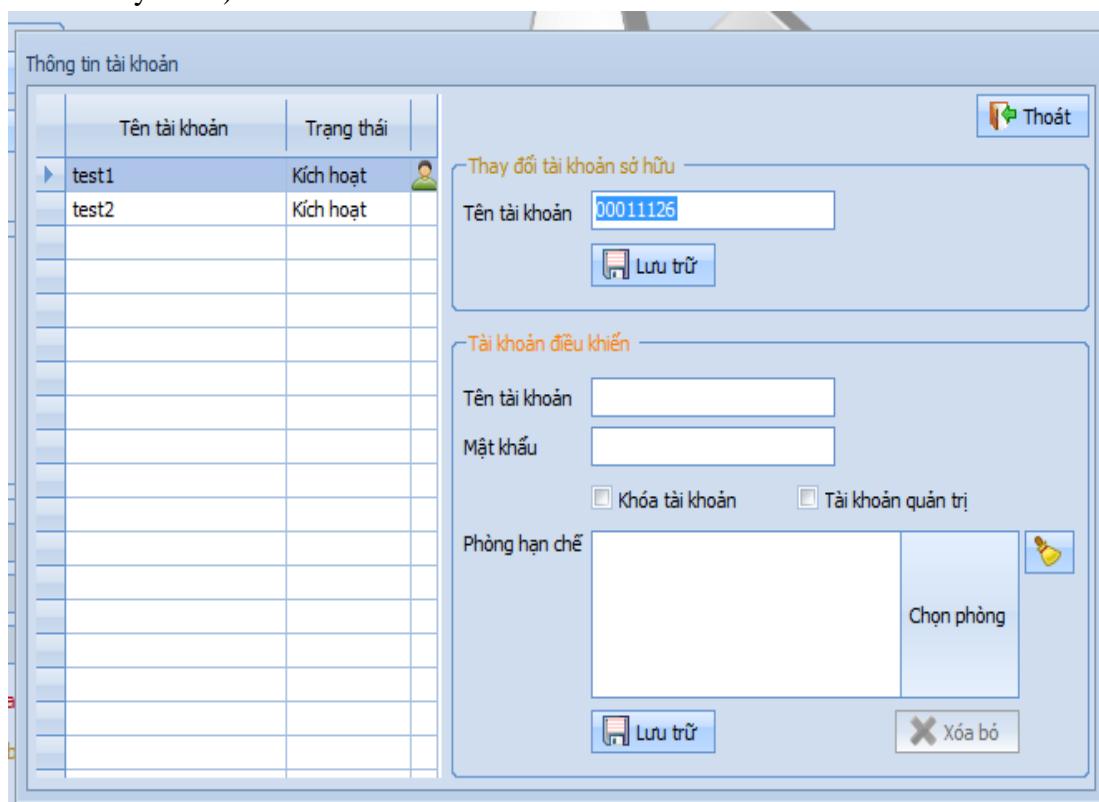 Thông tin tài khoản
Tên tài khoản Trạng thái
Thoát
test1 Kích hoạt
test2 Kích hoạt
Thay đổi tài khoản sở hữu
Tên tài khoản 00011126
Lưu trữ
Tài khoản điều khiển
Tên tài khoản
Mật khẩu
Khóa tài khoản Tài khoản quản trị
Phòng hạn chế
Chọn phòng
Lưu trữ Xóa bỏ